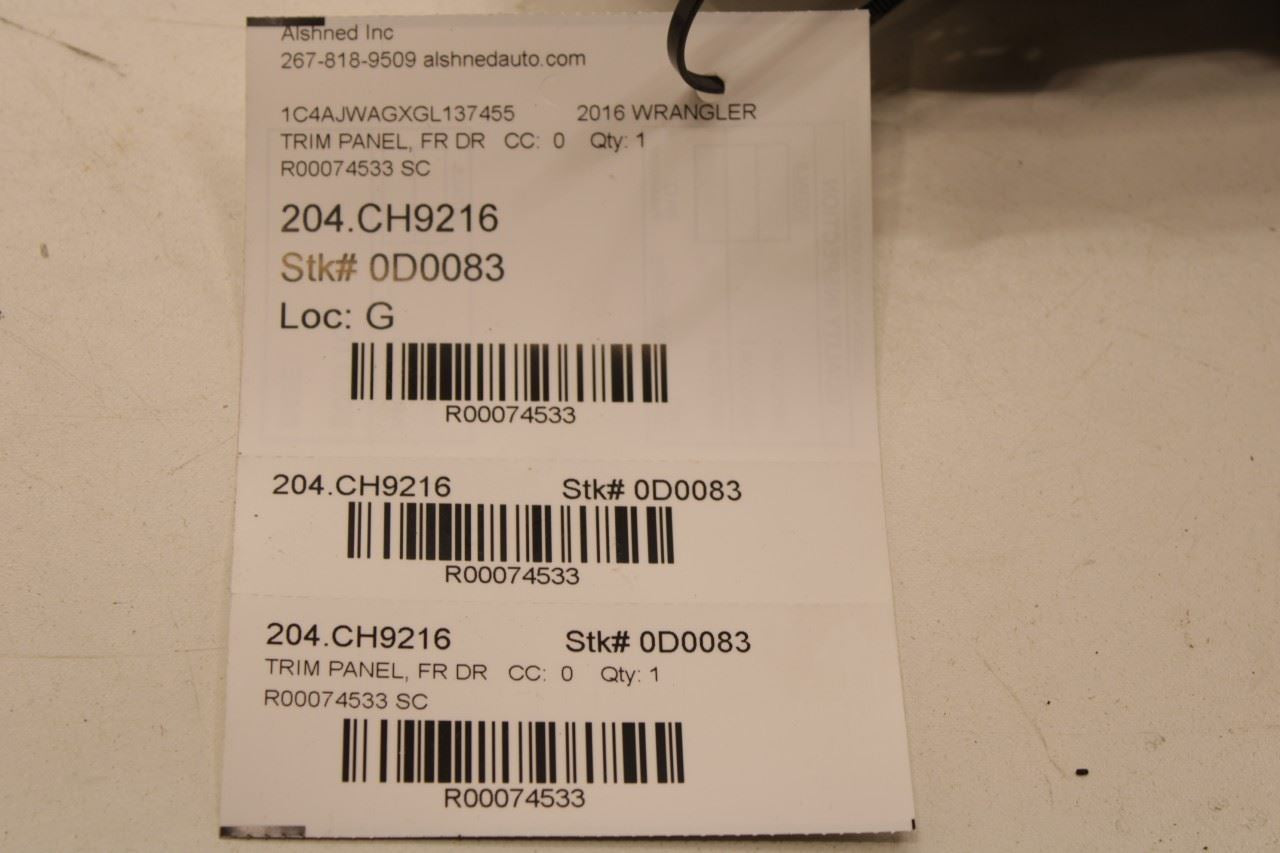 Alshned Inc
267-818-9509 alshnedauto.com
1C4AJWAGXGL137455 2016 WRANGLER
TRIM PANEL, FR DR CC: 0 Qty: 1
R00074533 SC
204.CH9216
Stk# 0D0083
Loc: G
R00074533
204.CH9216 Stk# 0D0083
R00074533
204.CH9216 Stk# 0D0083
TRIM PANEL, FR DR CC: 0 Qty: 1
R00074533 SC
R00074533